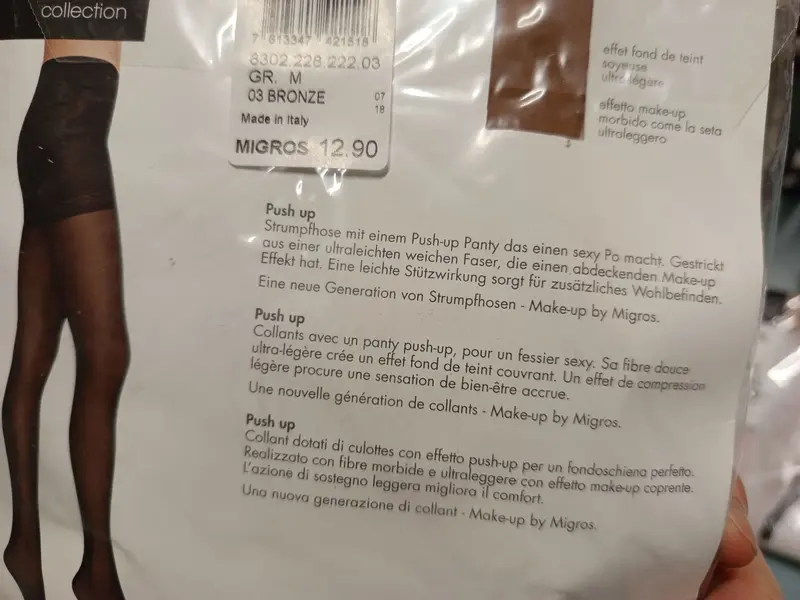 collection
7 613347 421518
8302.228.222.03
GR. M
03 BRONZE
07
18
Made in Italy
MIGROS 12.90
effet fond de teint
soyeuse
ultralégère
effetto make-up
morbido come la seta
ultraleggero
Push up
Strumpfhose mit einem Push-up Panty das einen sexy Po macht. Gestrickt
aus einer ultraleichten weichen Faser, die einen abdeckenden Make-up
Effekt hat. Eine leichte Stützwirkung sorgt für zusätzliches Wohlbefinden.
Eine neue Generation von Strumpfhosen - Make-up by Migros.
Push up
Collants avec un panty push-up, pour un fessier sexy. Sa fibre douce
ultra-légère crée un effet fond de teint couvrant. Un effet de compression
légère procure une sensation de bien-être accrue.
Une nouvelle génération de collants - Make-up by Migros.
Push up
Collant dotati di culottes con effetto push-up per un fondoschiena perfetto.
Realizzato con fibre morbide e ultraleggere con effetto make-up coprente.
L'azione di sostegno leggera migliora il comfort.
Una nuova generazione di collant - Make-up by Migros.